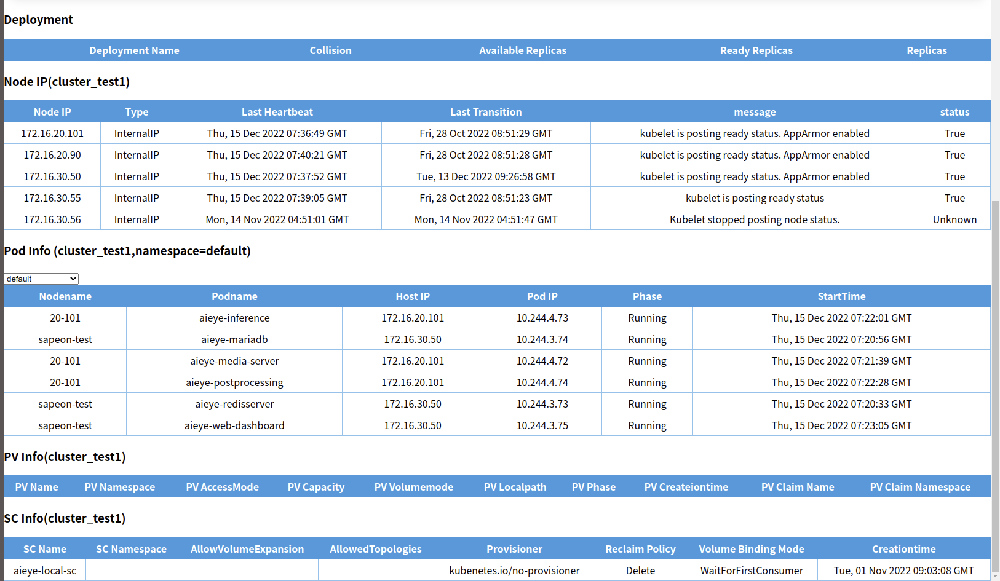 Deployment
Deployment Name Collision Available Replicas Ready Replicas Replicas
Node IP(cluster_test1)
Node IP Type Last Heartbeat Last Transition message status
172.16.20.101 InternalIP Thu, 15 Dec 2022 07:36:49 GMT Fri, 28 Oct 2022 08:51:29 GMT kubelet is posting ready status. AppArmor enabled True
172.16.20.90 InternalIP Thu, 15 Dec 2022 07:40:21 GMT Fri, 28 Oct 2022 08:51:28 GMT kubelet is posting ready status. AppArmor enabled True
172.16.30.50 InternalIP Thu, 15 Dec 2022 07:37:52 GMT Tue, 13 Dec 2022 09:26:58 GMT kubelet is posting ready status. AppArmor enabled True
172.16.30.55 InternalIP Thu, 15 Dec 2022 07:39:05 GMT Fri, 28 Oct 2022 08:51:23 GMT kubelet is posting ready status True
172.16.30.56 InternalIP Mon, 14 Nov 2022 04:51:01 GMT Mon, 14 Nov 2022 04:51:47 GMT Kubelet stopped posting node status. Unknown
Pod Info (cluster_test1,namespace=default)
default
Nodename Podname Host IP Pod IP Phase StartTime
20-101 aieye-inference 172.16.20.101 10.244.4.73 Running Thu, 15 Dec 2022 07:22:01 GMT
sapeon-test aieye-mariadb 172.16.30.50 10.244.3.74 Running Thu, 15 Dec 2022 07:20:56 GMT
20-101 aieye-media-server 172.16.20.101 10.244.4.72 Running Thu, 15 Dec 2022 07:21:39 GMT
20-101 aieye-postprocessing 172.16.20.101 10.244.4.74 Running Thu, 15 Dec 2022 07:22:28 GMT
sapeon-test aieye-redisserver 172.16.30.50 10.244.3.73 Running Thu, 15 Dec 2022 07:20:33 GMT
sapeon-test aieye-web-dashboard 172.16.30.50 10.244.3.75 Running Thu, 15 Dec 2022 07:23:05 GMT
PV Info(cluster_test1)
PV Name PV Namespace PV AccessMode PV Capacity PV Volumemode PV Localpath PV Phase PV Createiontime PV Claim Name PV Claim Namespace
SC Info(cluster_test1)
SC Name SC Namespace AllowVolumeExpansion AllowedTopologies Provisioner Reclaim Policy Volume Binding Mode Creationtime
aieye-local-sc kubenetes.io/no-provisioner Delete WaitForFirstConsumer Tue, 01 Nov 2022 09:03:08 GMT